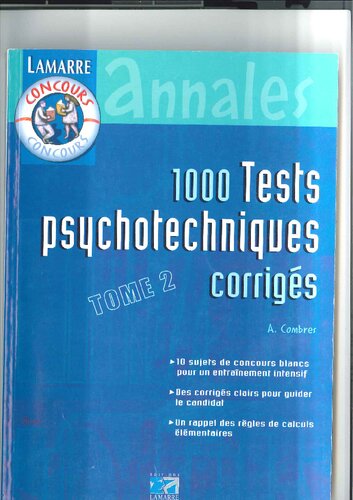 LAMARRE
CONCOURS
CONCOURS
annales
1000 Tests
psychotechniques
corrigés
TOME 2
A. Combres
10 sujets de concours blancs
pour un entraînement intensif
Des corrigés clairs pour guider
le candidat
Un rappel des règles de calculs
élémentaires
EDITIONS
LAMARRE